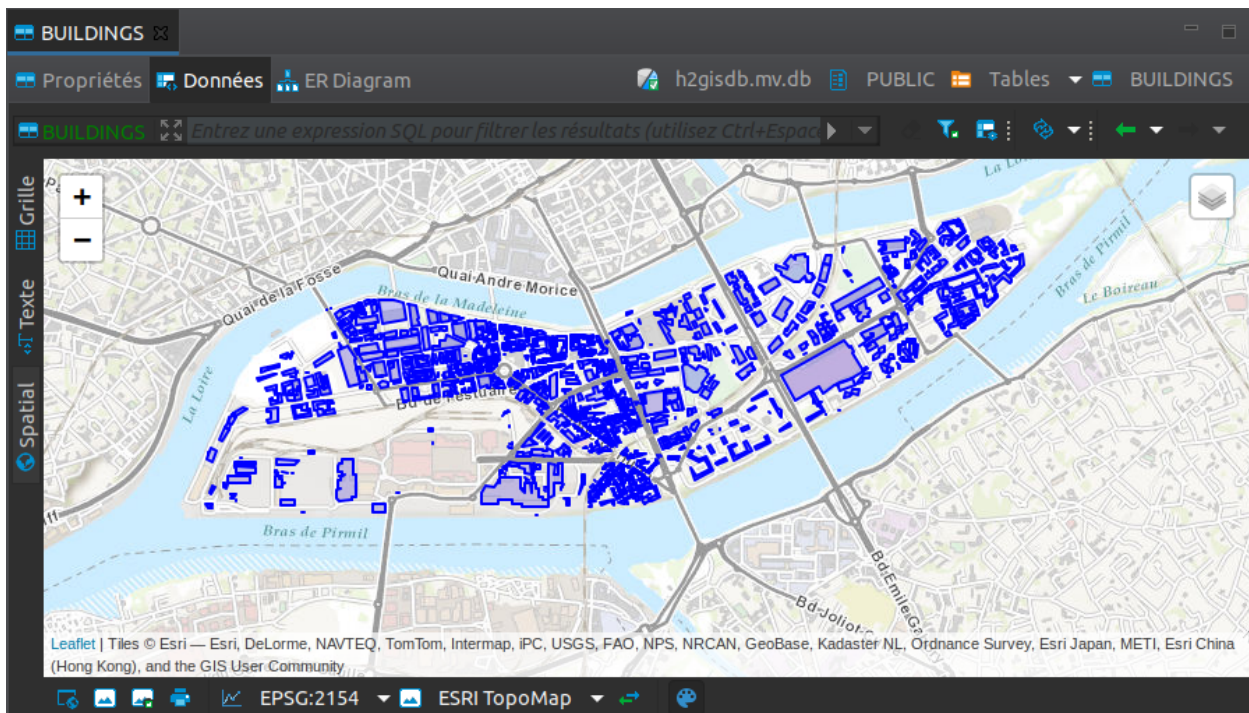 BUILDINGS
Propriétés Données ER Diagram h2gisdb.mv.db PUBLIC Tables BUILDINGS
BUILDINGS Entrez une expression SQL pour filtrer les résultats (utilisez Ctrl+Espac
Grille
Texte
Spatial
+
−
La Loire
Quai de la Fosse
Quai Andre Morice
Bras de la Madeleine
Bras de Pirmil
Le Boireau
La Loire
Bd de l'Estuaire
Bras de Pirmil
Bd Emile Ga
Bd Joliot-C
Leaflet | Tiles © Esri — Esri, DeLorme, NAVTEQ, TomTom, Intermap, iPC, USGS, FAO, NPS, NRCAN, GeoBase, Kadaster NL, Ordnance Survey, Esri Japan, METI, Esri China
(Hong Kong), and the GIS User Community
EPSG:2154 ESRI TopoMap